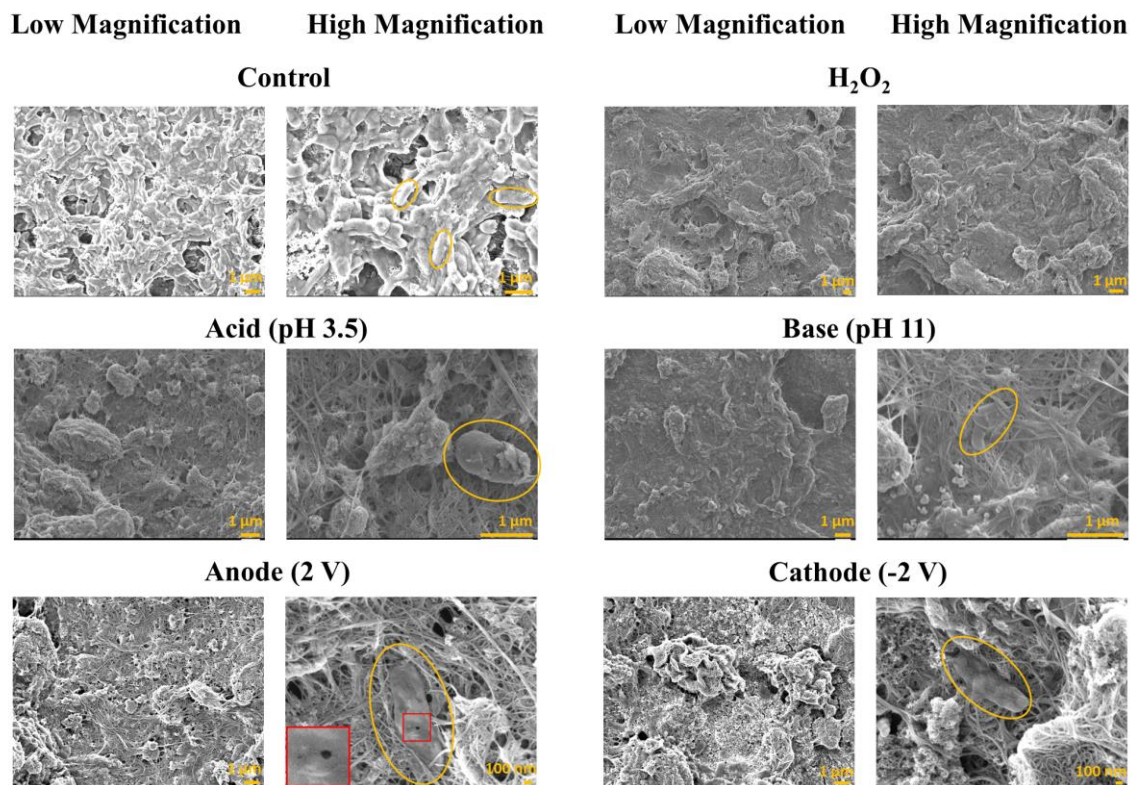 Low Magnification High Magnification Low Magnification High Magnification
Control H₂O₂
1 µm 1 µm 1 µm 1 µm
Acid (pH 3.5) Base (pH 11)
1 µm 1 µm 1 µm 1 µm
Anode (2 V) Cathode (-2 V)
1 µm 100 nm 1 µm 100 nm